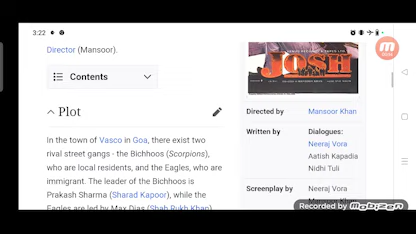 3:22
Director (Mansoor).
Contents
Plot
In the town of Vasco in Goa, there exist two
rival street gangs - the Bichhoos (Scorpions),
who are local residents, and the Eagles, who are
immigrant. The leader of the Bichhoos is
Prakash Sharma (Sharad Kapoor), while the
Eagles are led by Max Dias (Shah Rukh Khan)
JOSH
Directed by Mansoor Khan
Written by Dialogues:
Neeraj Vora
Aatish Kapadia
Nidhi Tuli
Screenplay by Neeraj Vora
Mansoor Khan
Recorded by Mobizen